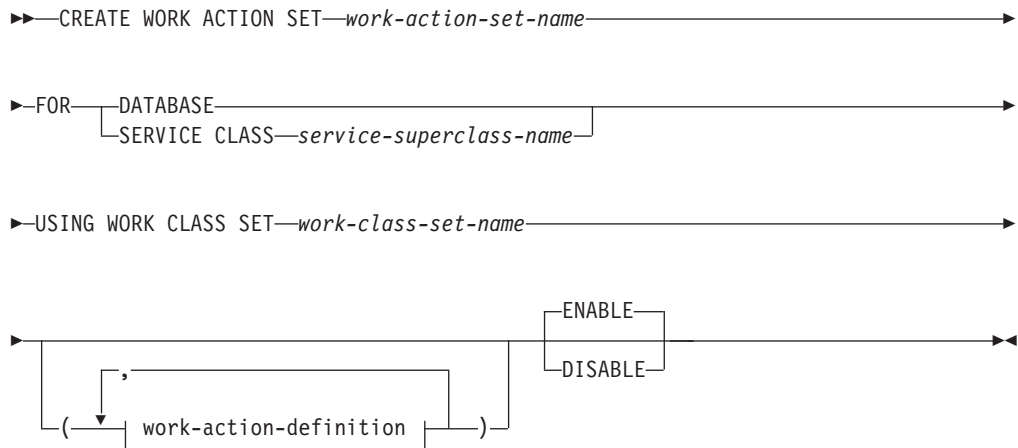 CREATE WORK ACTION SET work-action-set-name
FOR DATABASE
SERVICE CLASS service-superclass-name
USING WORK CLASS SET work-class-set-name
ENABLE
DISABLE
,
( work-action-definition )